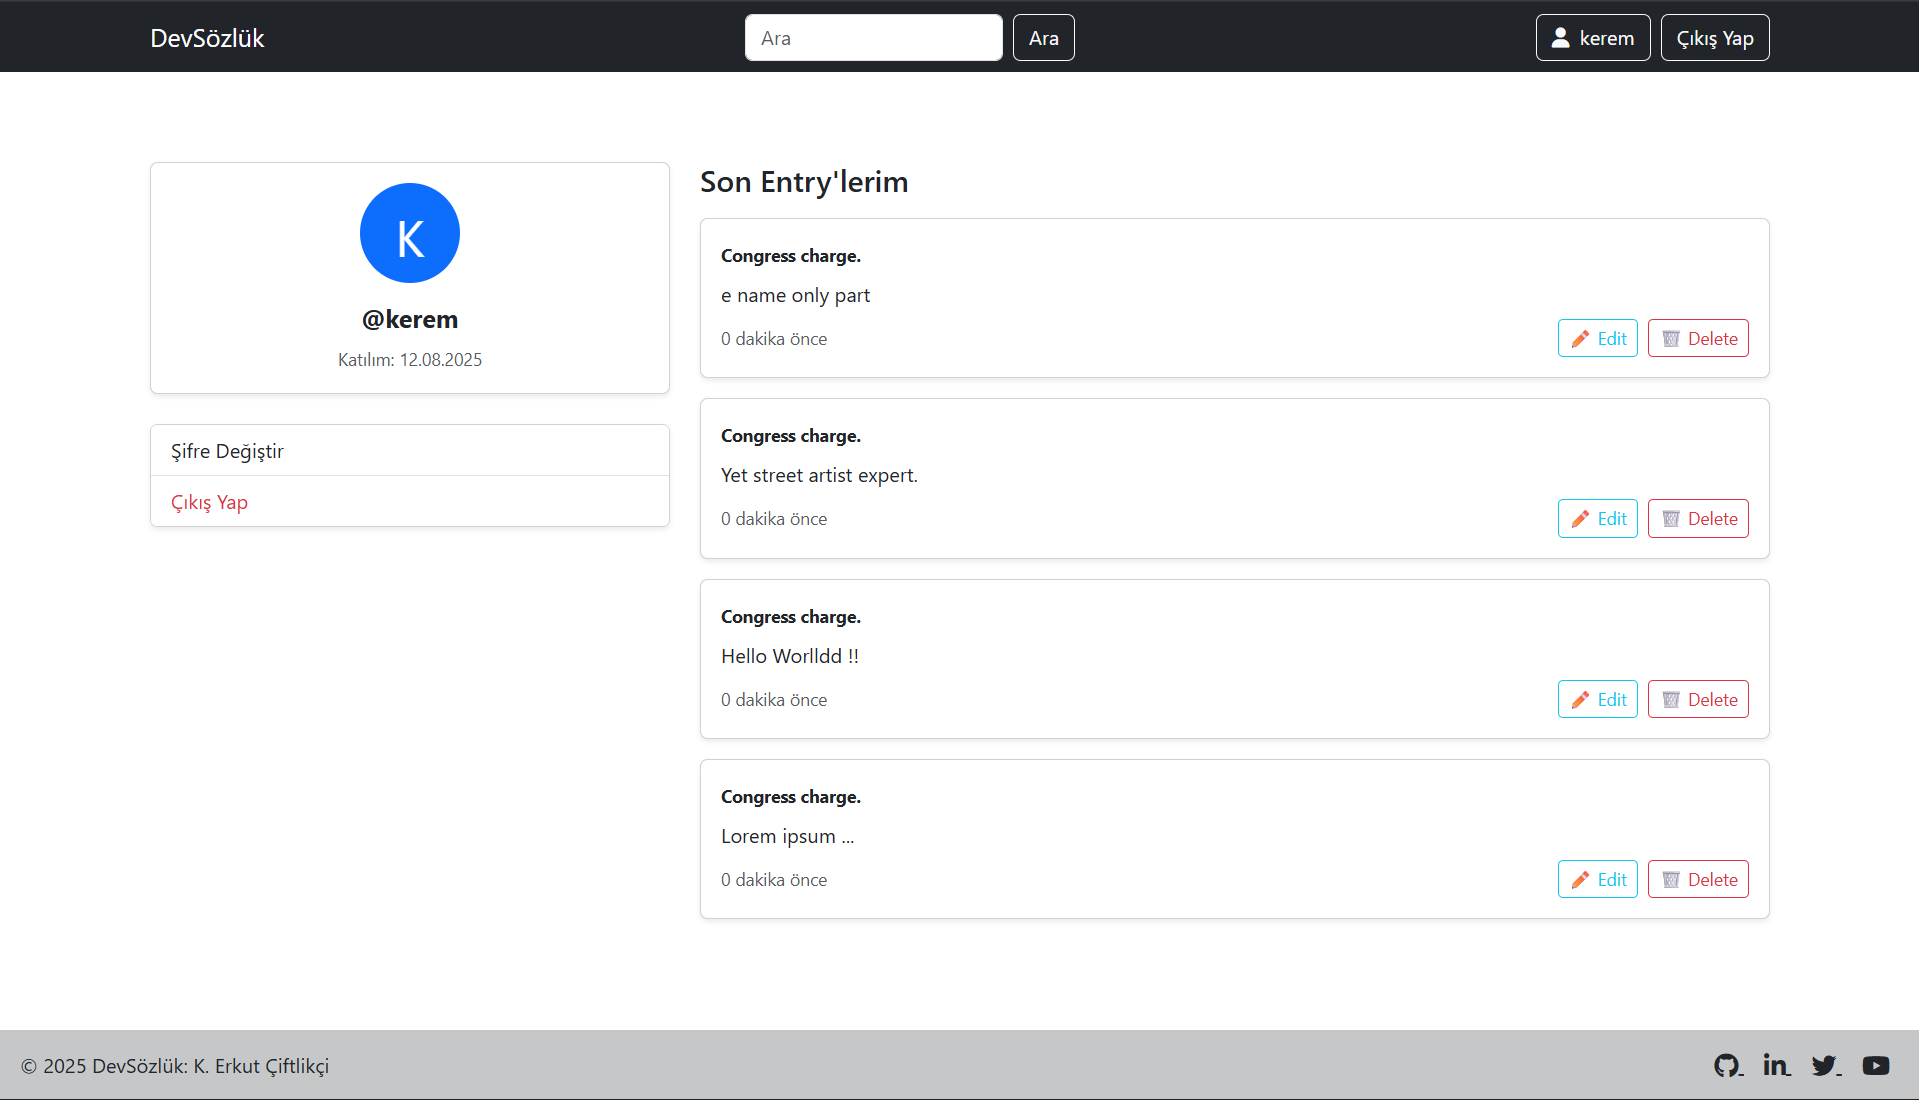 DevSözlük
Ara
Ara
kerem
Çıkış Yap
K
@kerem
Katılım: 12.08.2025
Şifre Değiştir
Çıkış Yap
Son Entry'lerim
Congress charge.
e name only part
0 dakika önce
Edit
Delete
Congress charge.
Yet street artist expert.
0 dakika önce
Edit
Delete
Congress charge.
Hello Worlldd !!
0 dakika önce
Edit
Delete
Congress charge.
Lorem ipsum ...
0 dakika önce
Edit
Delete
© 2025 DevSözlük: K. Erkut Çiftlikçi